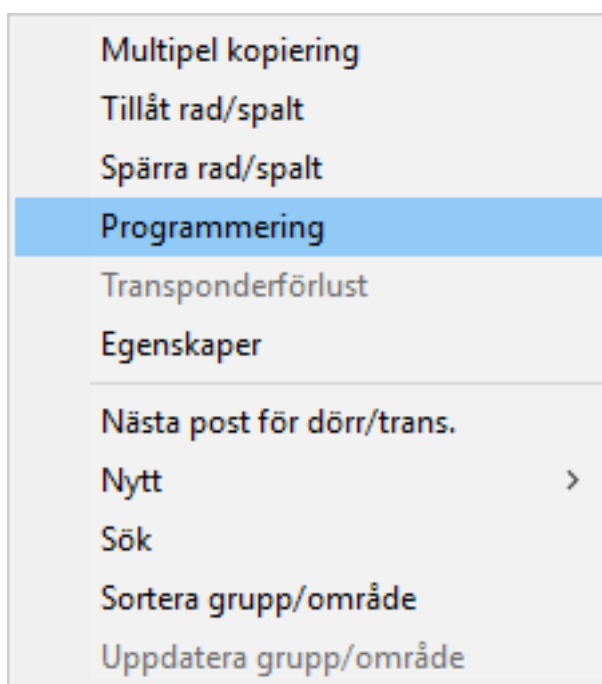 Multipel kopiering
Tillåt rad/spalt
Spärra rad/spalt
Programmering
Transponderförlust
Egenskaper
Nästa post för dörr/trans.
Nytt
Sök
Sortera grupp/område
Uppdatera grupp/område